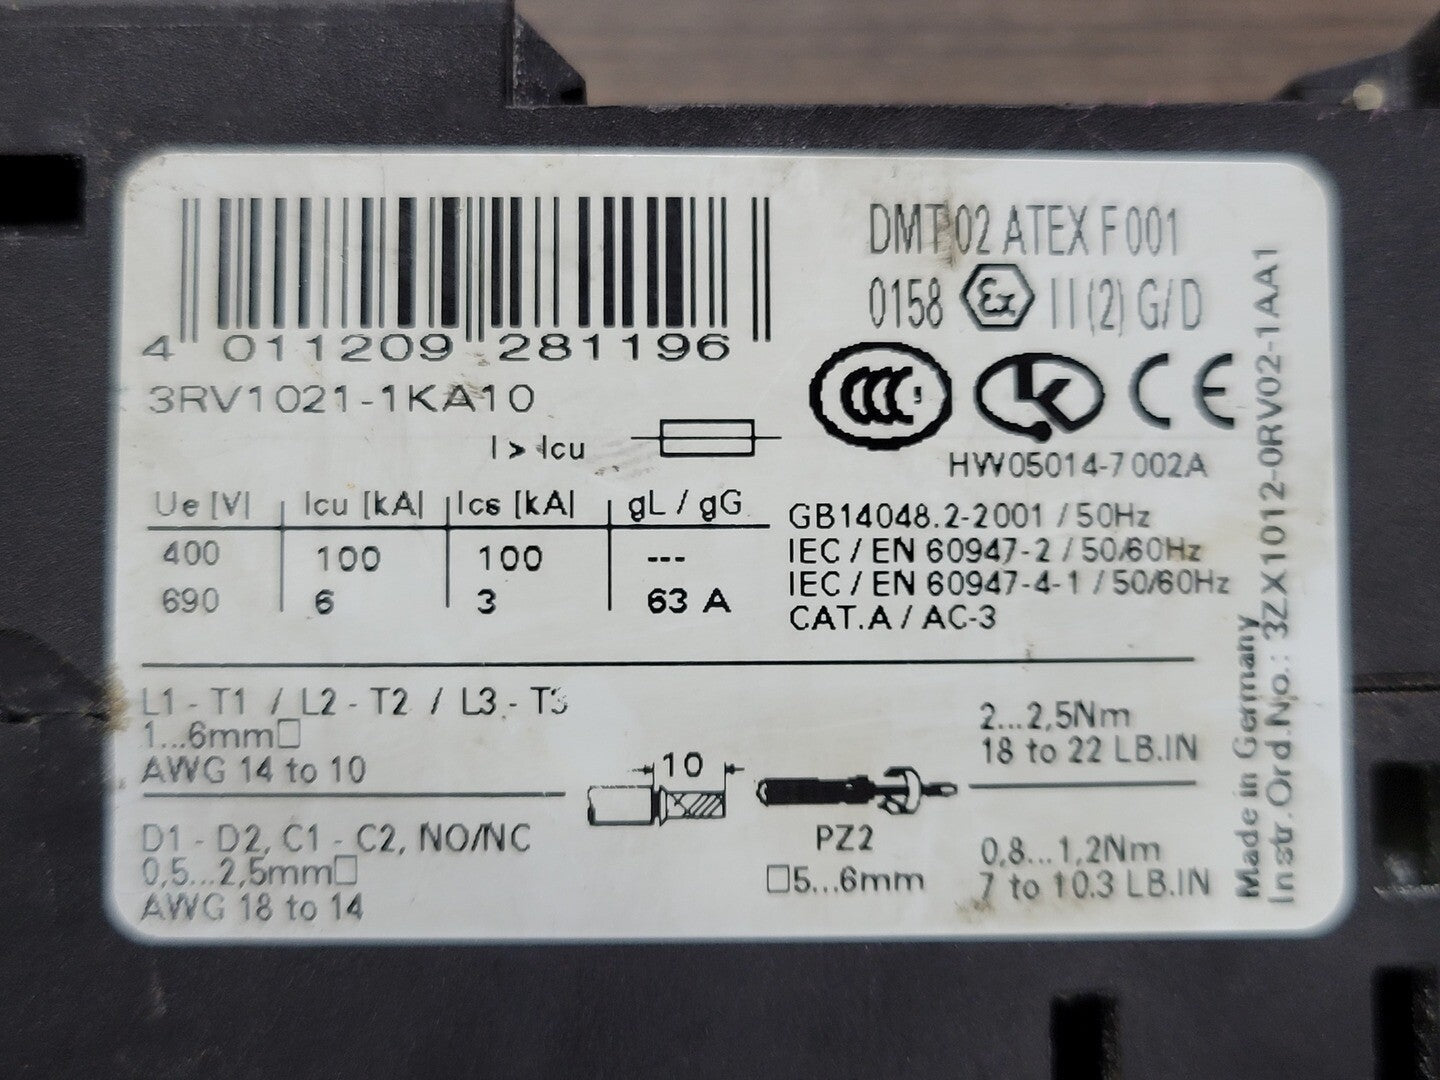 4 011209 281196
3RV1021-1KA10
I > Icu
Ue [V] Icu [kA] Ics [kA] gL / gG
400 100 100 ---
690 6 3 63 A
DMT 02 ATEX F 001
0158 Ex II (2) G/D
CCC
CE
HW05014-7002A
GB14048.2-2001 / 50Hz
IEC / EN 60947-2 / 50/60Hz
IEC / EN 60947-4-1 / 50/60Hz
CAT.A / AC-3
L1 - T1 / L2 - T2 / L3 - T3
1...6mm□
AWG 14 to 10
2...2,5Nm
18 to 22 LB.IN
10
D1 - D2, C1 - C2, NO/NC
0,5...2,5mm□
AWG 18 to 14
PZ2
□5...6mm
0,8...1,2Nm
7 to 10.3 LB.IN
Made in Germany
Instr.Ord.No.: 3ZX1012-0RV02-1AA1